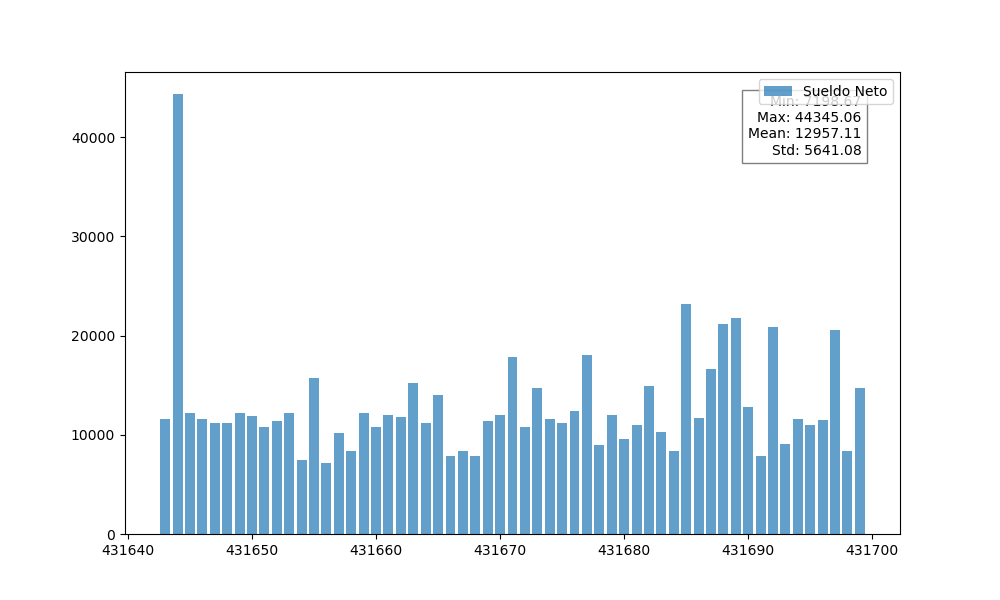 Sueldo Neto
Min: 7198.67
Max: 44345.06
Mean: 12957.11
Std: 5641.08
40000
30000
20000
10000
0
431640 431650 431660 431670 431680 431690 431700